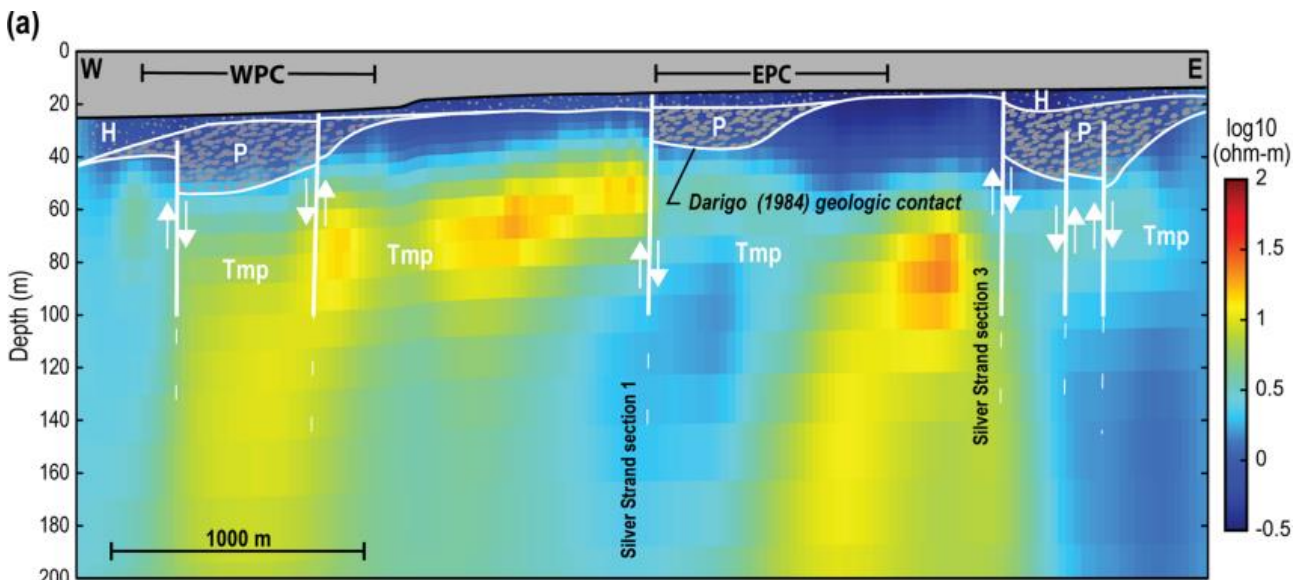 (a)
0
20
40
60
80
100
120
140
160
180
200
Depth (m)
W
WPC
EPC
E
H
P
P
H
P
Darigo (1984) geologic contact
Tmp
Tmp
Tmp
Tmp
Silver Strand section 1
Silver Strand section 3
1000 m
log10
(ohm-m)
2
1.5
1
0.5
0
-0.5